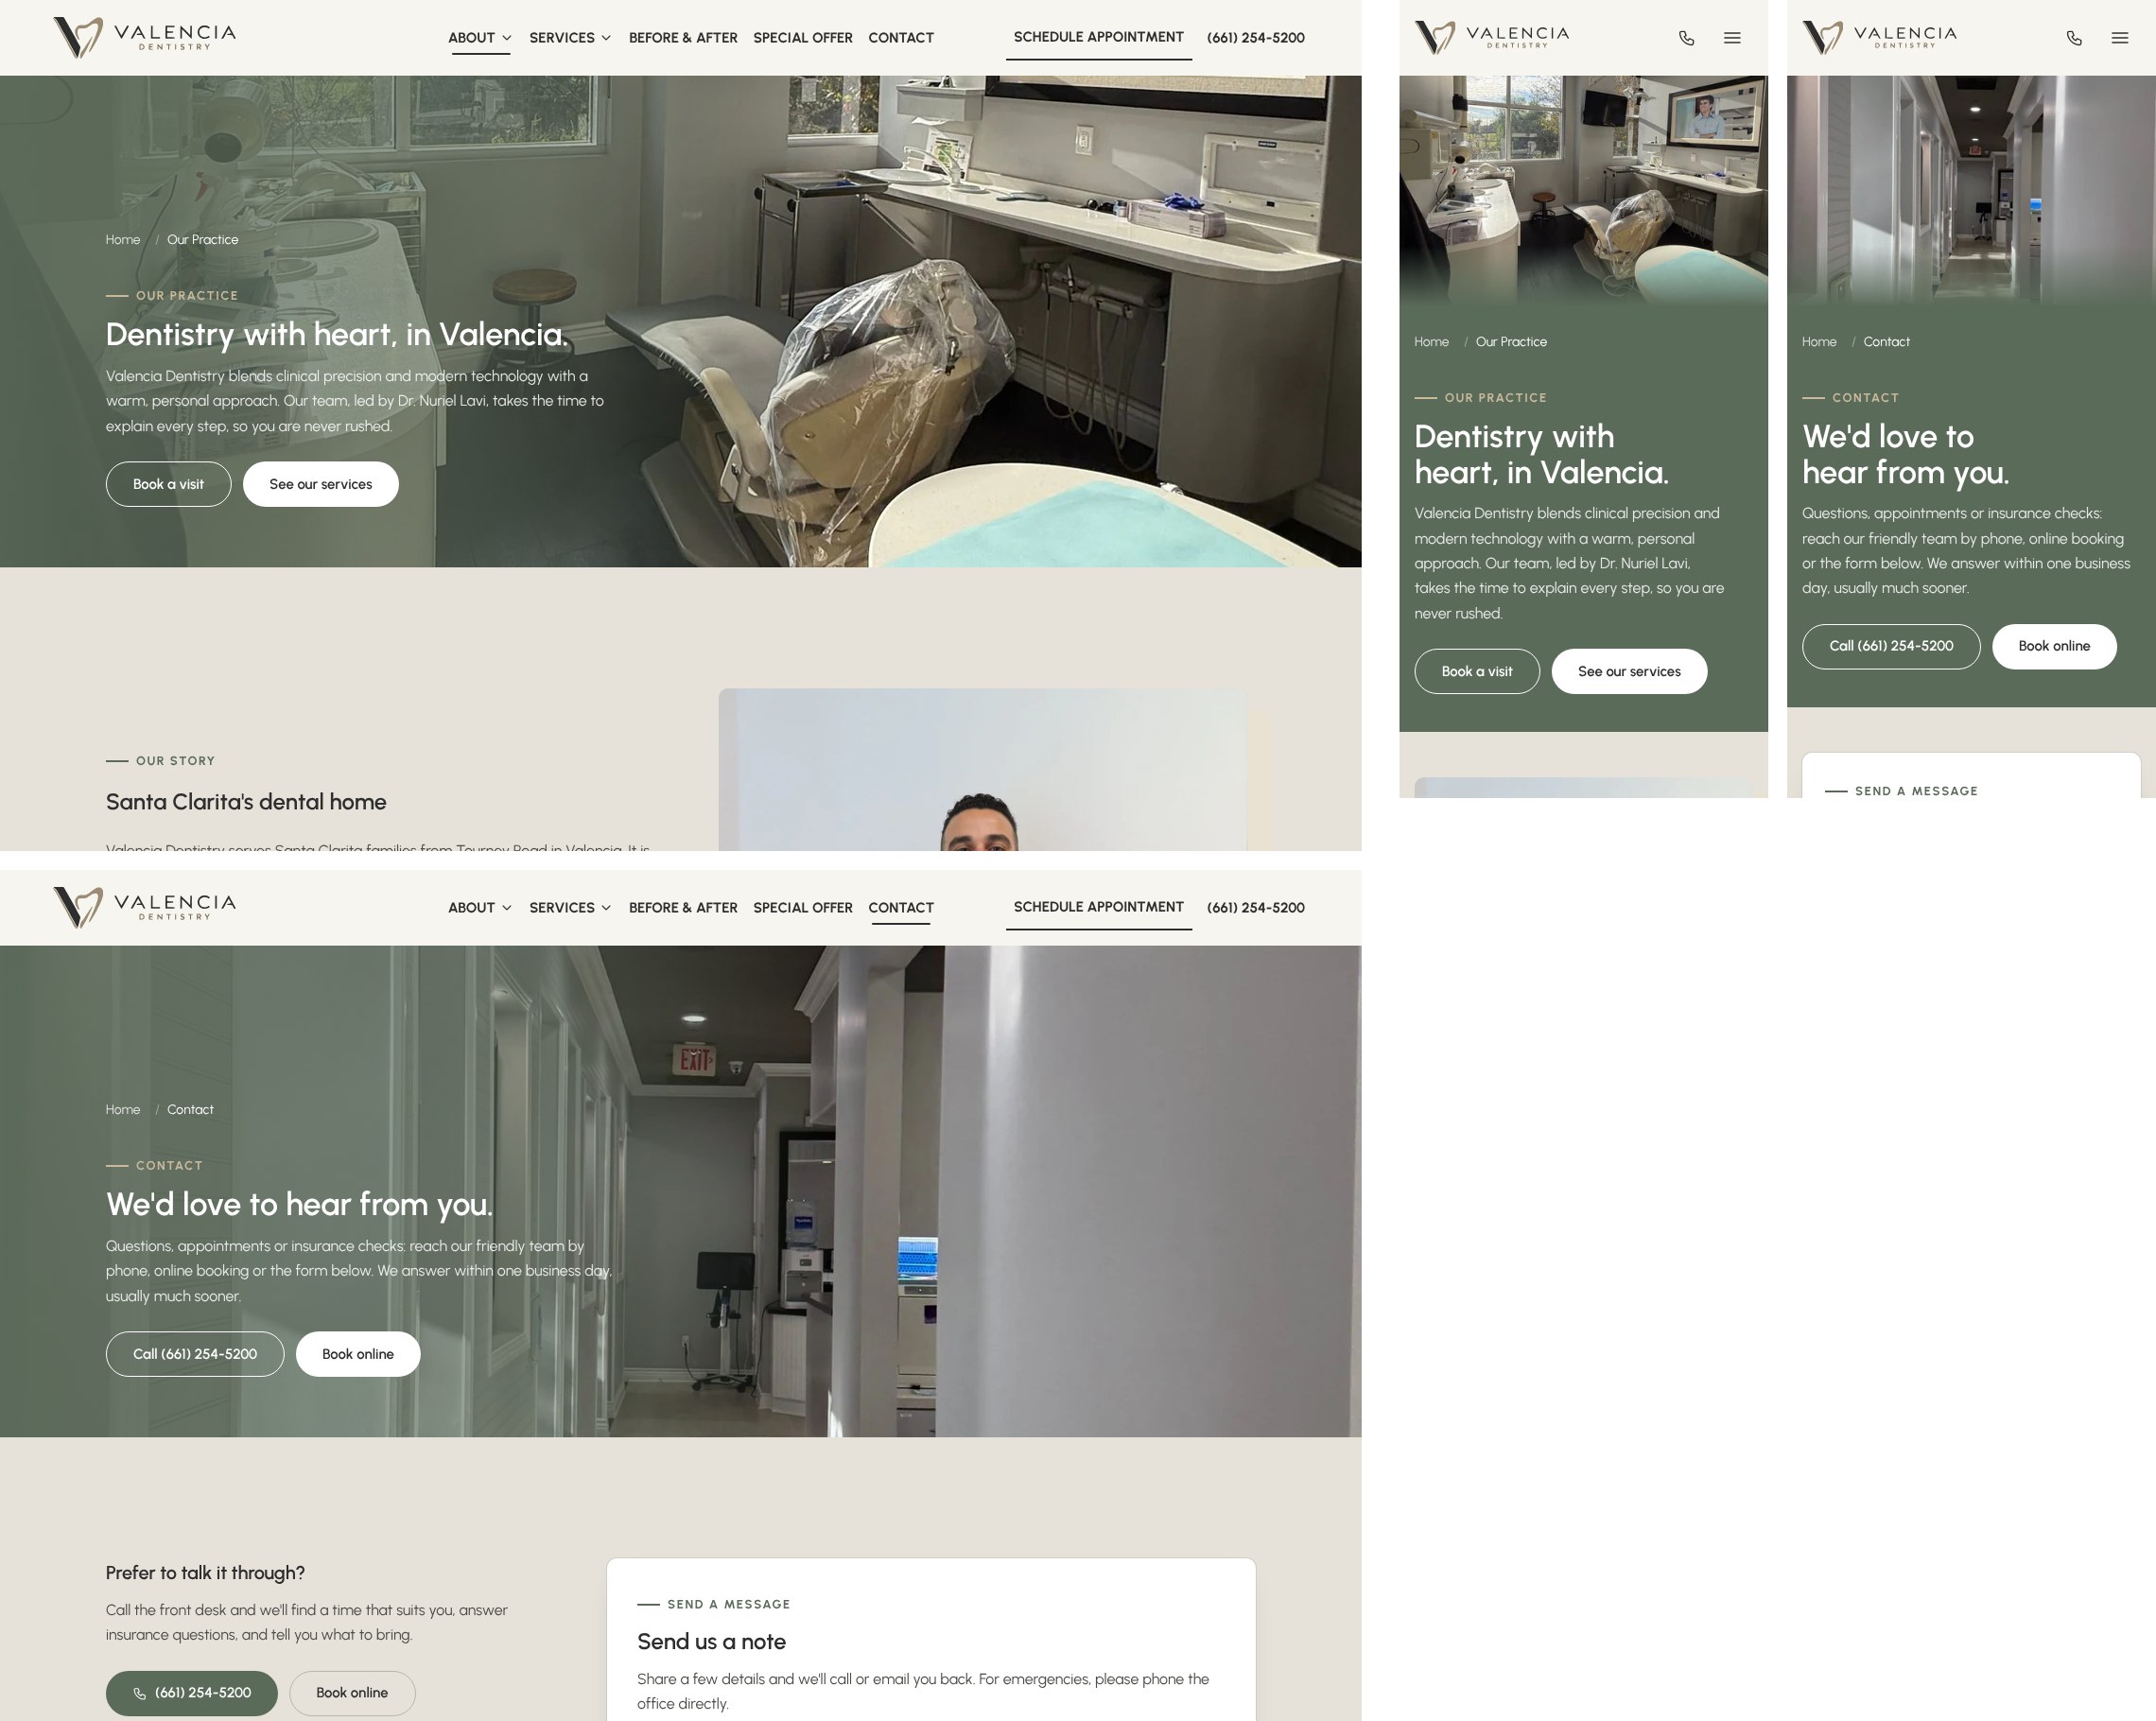 VALENCIA
DENTISTRY
ABOUT SERVICES BEFORE & AFTER SPECIAL OFFER CONTACT
SCHEDULE APPOINTMENT (661) 254-5200
Home / Our Practice
OUR PRACTICE
Dentistry with heart, in Valencia.
Valencia Dentistry blends clinical precision and modern technology with a
warm, personal approach. Our team, led by Dr. Nuriel Lavi, takes the time to
explain every step, so you are never rushed.
Book a visit See our services
OUR STORY
Santa Clarita's dental home
Valencia Dentistry serves Santa Clarita families from Tourney Road in Valencia. It is
VALENCIA
DENTISTRY
Home / Our Practice
OUR PRACTICE
Dentistry with
heart, in Valencia.
Valencia Dentistry blends clinical precision and
modern technology with a warm, personal
approach. Our team, led by Dr. Nuriel Lavi,
takes the time to explain every step, so you are
never rushed.
Book a visit See our services
VALENCIA
DENTISTRY
Home / Contact
CONTACT
We'd love to
hear from you.
Questions, appointments or insurance checks:
reach our friendly team by phone, online booking
or the form below. We answer within one business
day, usually much sooner.
Call (661) 254-5200 Book online
SEND A MESSAGE
VALENCIA
DENTISTRY
ABOUT SERVICES BEFORE & AFTER SPECIAL OFFER CONTACT
SCHEDULE APPOINTMENT (661) 254-5200
EXIT
Home / Contact
CONTACT
We'd love to hear from you.
Questions, appointments or insurance checks: reach our friendly team by
phone, online booking or the form below. We answer within one business day,
usually much sooner.
Call (661) 254-5200 Book online
Prefer to talk it through?
Call the front desk and we'll find a time that suits you, answer
insurance questions, and tell you what to bring.
(661) 254-5200 Book online
SEND A MESSAGE
Send us a note
Share a few details and we'll call or email you back. For emergencies, please phone the
office directly.